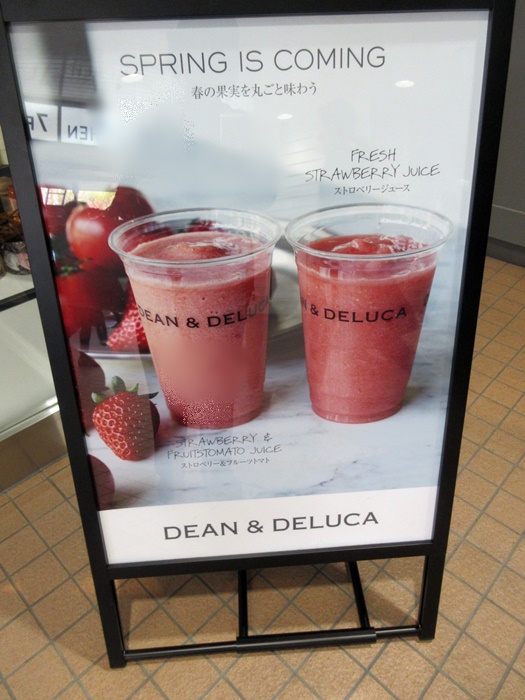 SPRING IS COMING
春の果実を丸ごと味わう
FRESH
STRAWBERRY JUICE
ストロベリージュース
DEAN & DELU
N & DELUCA
STRAWBERRY &
FRUITSTOMATO JUICE
ストロベリー&フルーツトマト
DEAN & DELUCA